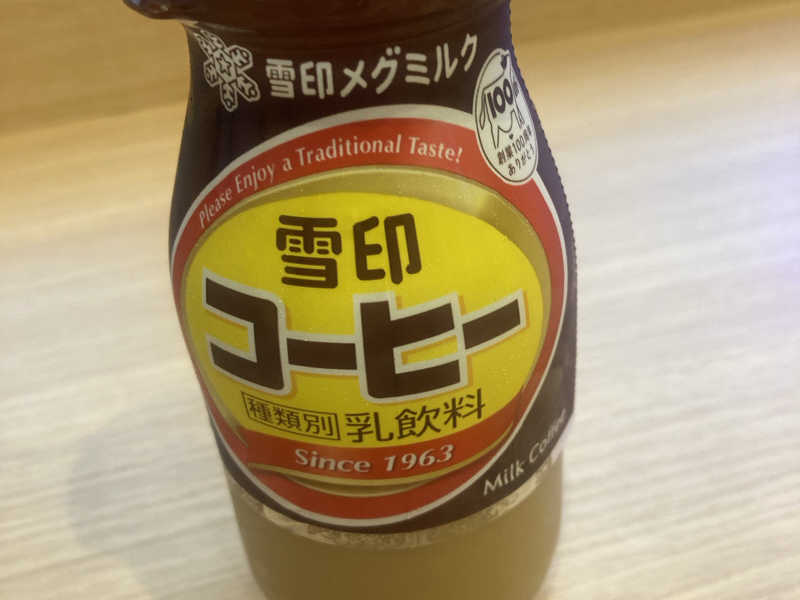 雪印メグミルク
100th
創業100周年
ありがとう
Please Enjoy a Traditional Taste!
雪印
コーヒー
種類別 乳飲料
Since 1963
Milk Coffee